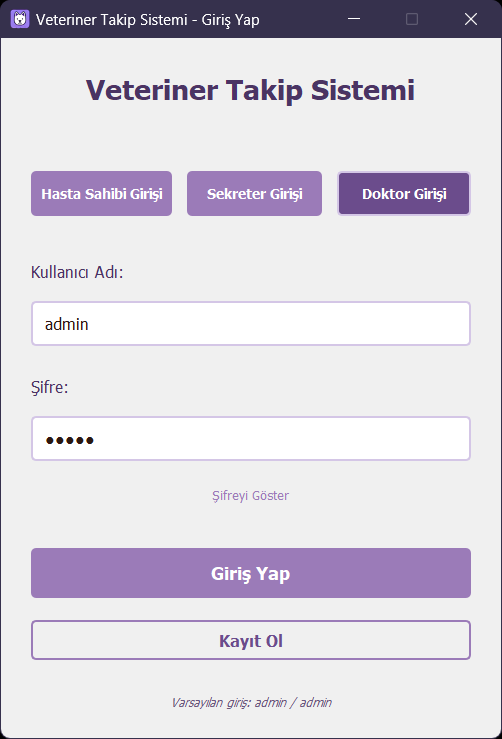 Veteriner Takip Sistemi - Giriş Yap
Veteriner Takip Sistemi
Hasta Sahibi Girişi Sekreter Girişi Doktor Girişi
Kullanıcı Adı:
admin
Şifre:
●●●●●
Şifreyi Göster
Giriş Yap
Kayıt Ol
Varsayılan giriş: admin / admin